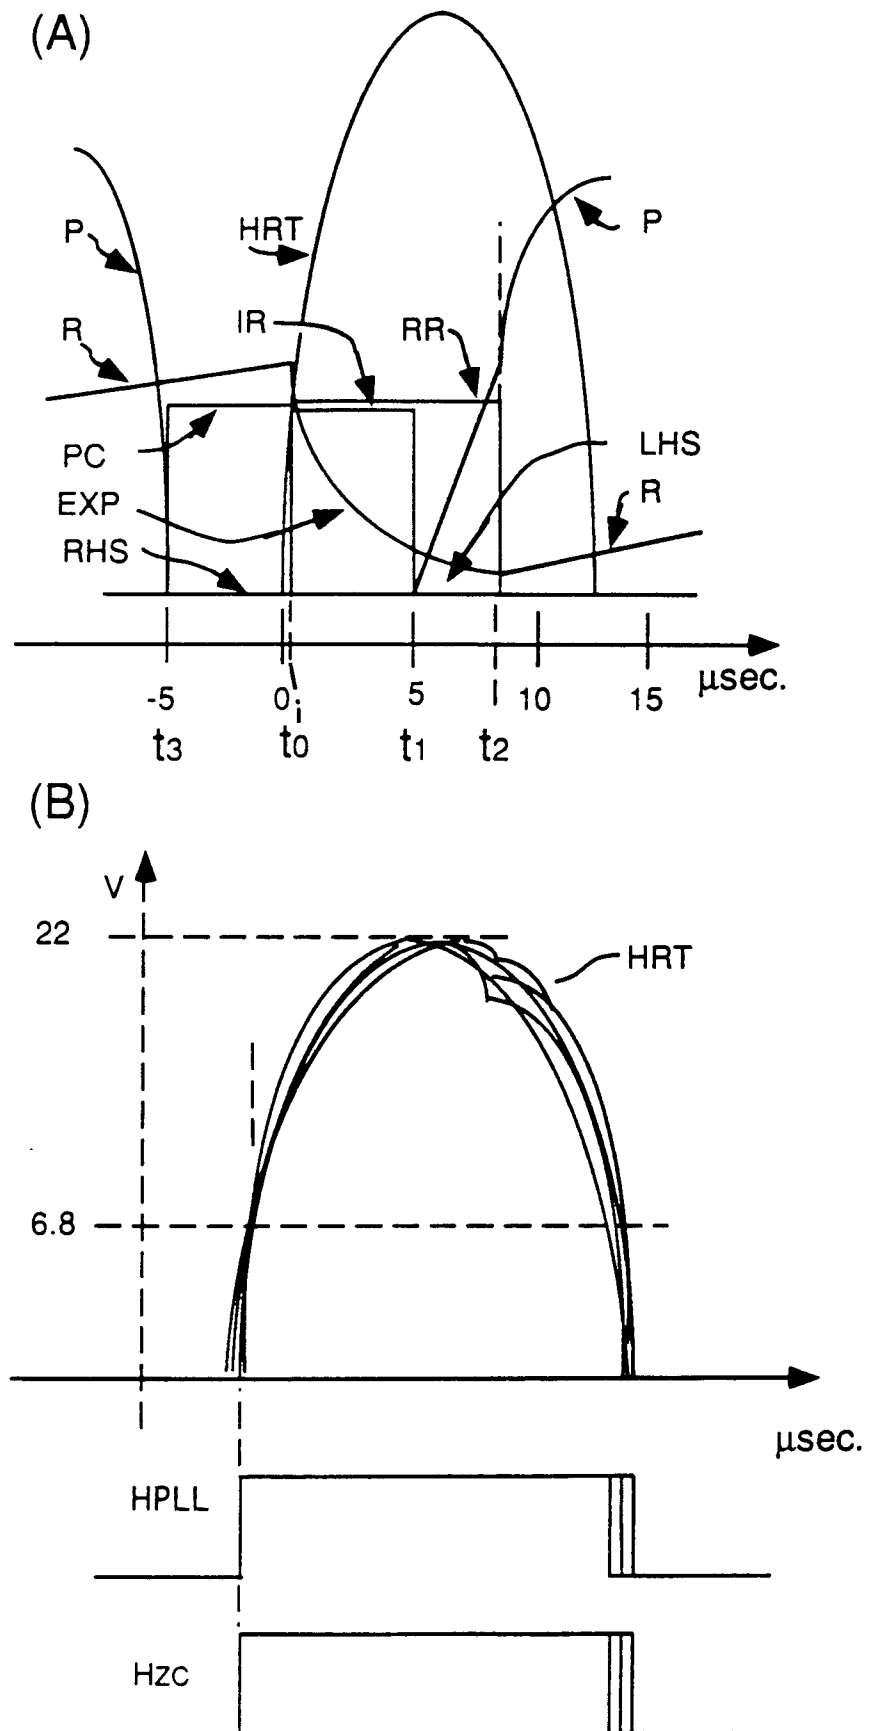 (A)
P
HRT
P
IR
RR
R
PC
LHS
EXP
R
RHS
µsec.
-5
0
5
10
15
t3
t0
t1
t2
(B)
V
22
HRT
6.8
µsec.
HPLL
HZC